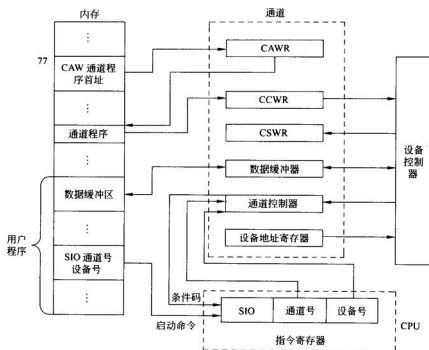 内存
通道
⋮
77
CAW 通道程
序首址
CAWR
⋮
CCWR
通道程序
CSWR
⋮
设备
控制
器
数据缓冲器
数据缓冲区
通道控制器
用户
程序
⋮
设备地址寄存器
SIO 通道号
设备号
条件码
⋮
SIO
通道号
设备号
CPU
启动命令
指令寄存器